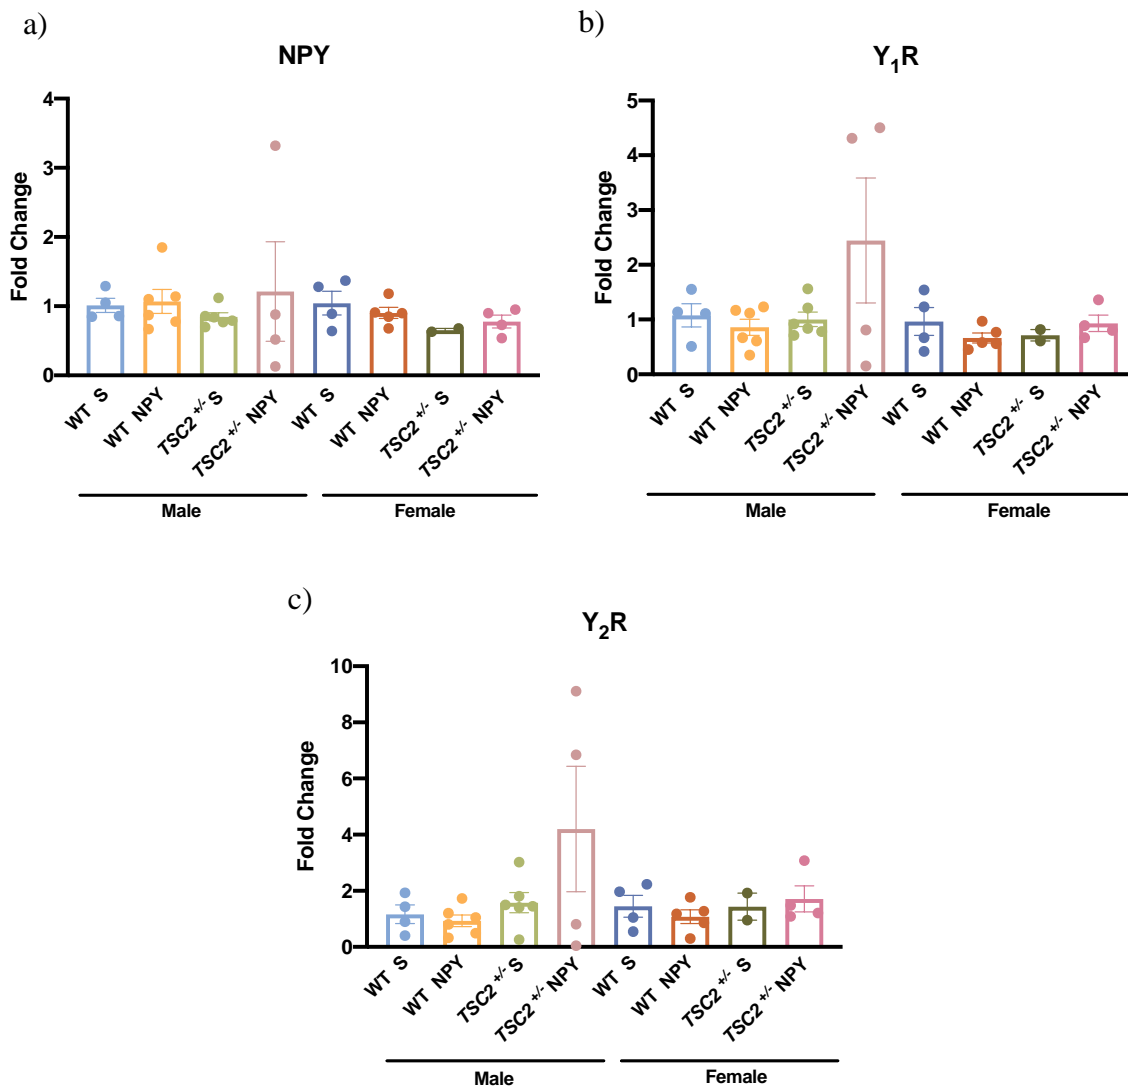 a)
NPY
Fold Change
4
3
2
1
0
WT S
WT NPY
TSC2 +/- S
TSC2 +/- NPY
WT S
WT NPY
TSC2 +/- S
TSC2 +/- NPY
Male
Female
b)
Y1R
Fold Change
5
4
3
2
1
0
WT S
WT NPY
TSC2 +/- S
TSC2 +/- NPY
WT S
WT NPY
TSC2 +/- S
TSC2 +/- NPY
Male
Female
c)
Y2R
Fold Change
10
8
6
4
2
0
WT S
WT NPY
TSC2 +/- S
TSC2 +/- NPY
WT S
WT NPY
TSC2 +/- S
TSC2 +/- NPY
Male
Female